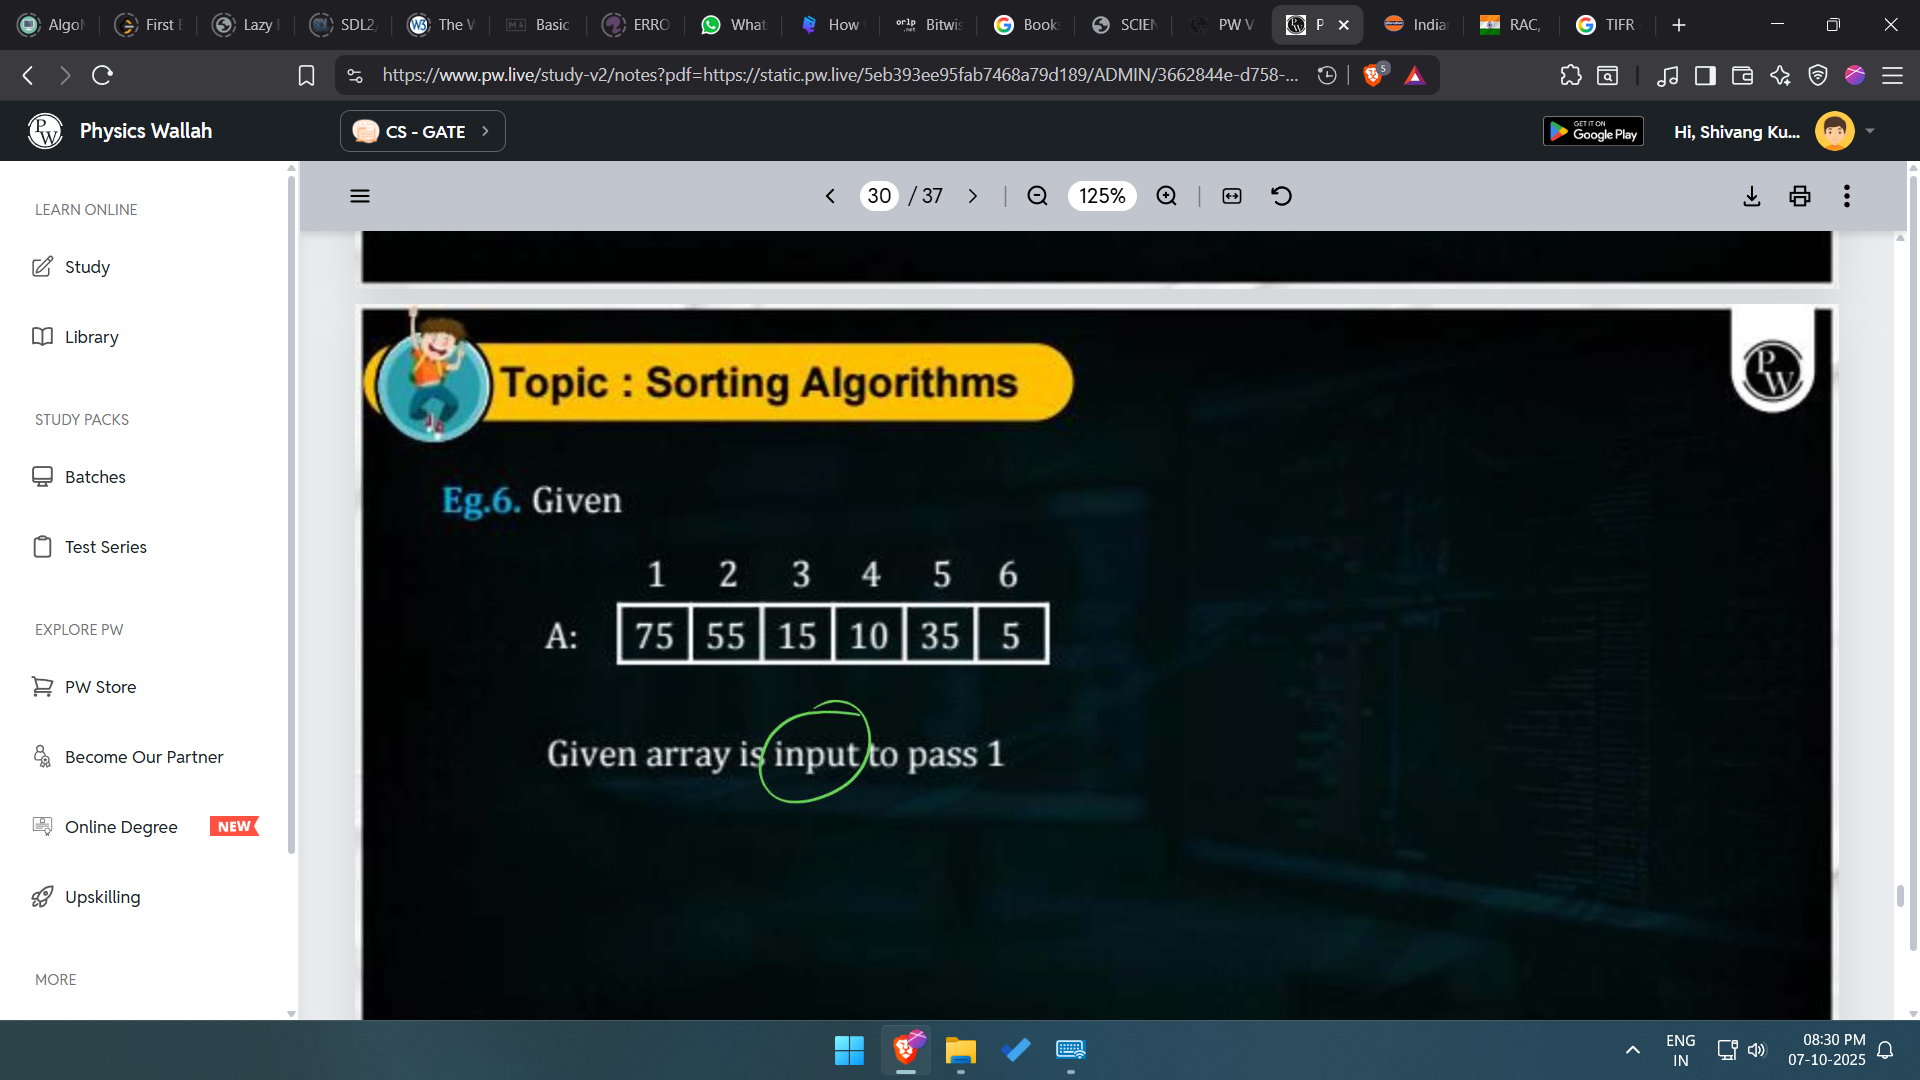 Algo
First
Lazy
SDL2
The
Basic
ERRO
What
How
Bitwis
Book
SCIEN
PW V
P
India
RAC,
TIFR
https://www.pw.live/study-v2/notes?pdf=https://static.pw.live/5eb393ee95fab7468a79d189/ADMIN/3662844e-d758-...
5
PW
Physics Wallah
CS - GATE
GET IT ON
Google Play
Hi, Shivang Ku...
LEARN ONLINE
Study
Library
STUDY PACKS
Batches
Test Series
EXPLORE PW
PW Store
Become Our Partner
Online Degree NEW
Upskilling
MORE
30 / 37
125%
Topic : Sorting Algorithms
PW
Eg.6. Given
1 2 3 4 5 6
A: 75 55 15 10 35 5
Given array is input to pass 1
ENG
IN
08:30 PM
07-10-2025